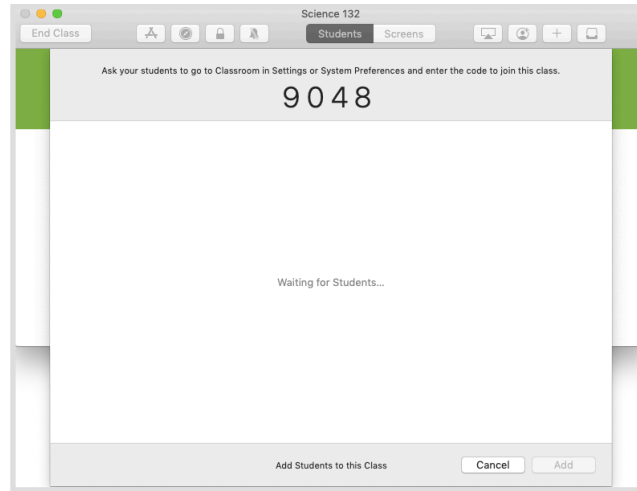 Science 132
End Class
Students
Screens
Ask your students to go to Classroom in Settings or System Preferences and enter the code to join this class.
9048
Waiting for Students...
Add Students to this Class
Cancel
Add